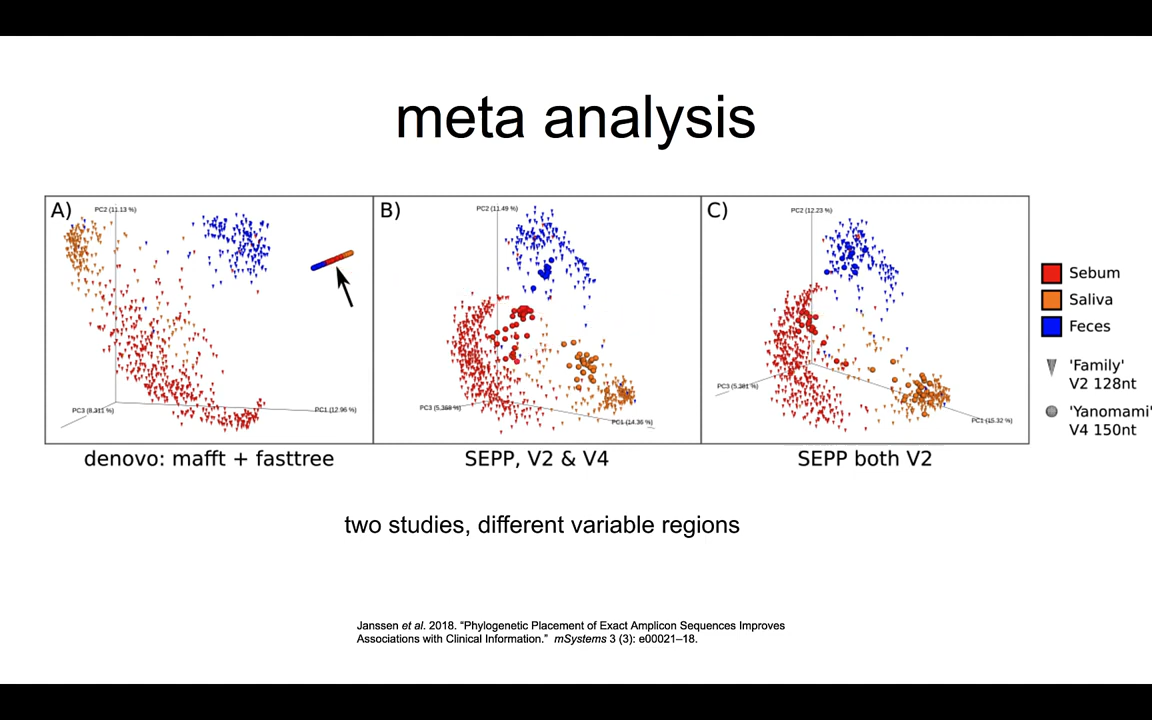 meta analysis
A)
PC2 (11.13 %)
PC3 (8.311 %)
PC1 (12.96 %)
B)
PC2 (11.49 %)
PC1 (14.36 %)
C)
PC2 (12.23 %)
PC3 (5.381 %)
PC1 (15.32 %)
denovo: mafft + fasttree
SEPP, V2 & V4
SEPP both V2
Sebum
Saliva
Feces
'Family'
V2 128nt
'Yanomami'
V4 150nt
two studies, different variable regions
Janssen et al. 2018. “Phylogenetic Placement of Exact Amplicon Sequences Improves
Associations with Clinical Information.” mSystems 3 (3): e00021–18.